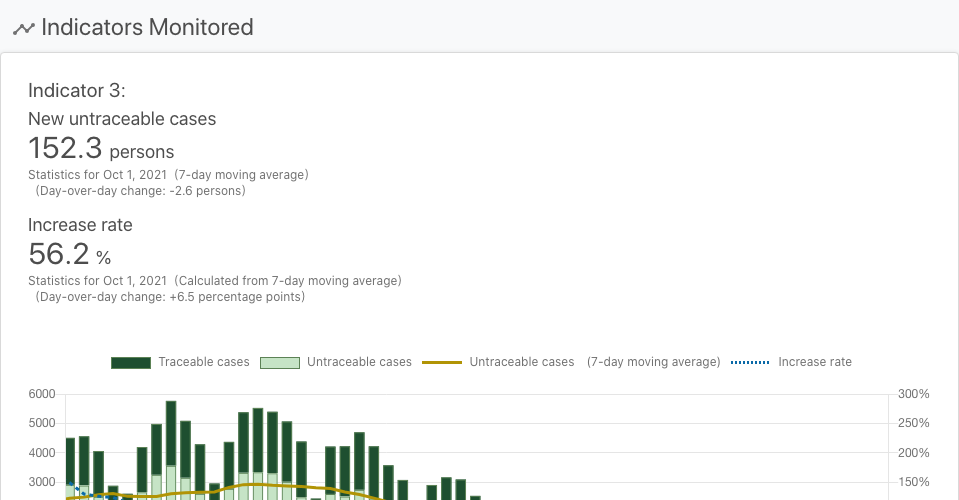 Indicators Monitored
Indicator 3:
New untraceable cases
152.3 persons
Statistics for Oct 1, 2021 (7-day moving average)
(Day-over-day change: -2.6 persons)
Increase rate
56.2 %
Statistics for Oct 1, 2021 (Calculated from 7-day moving average)
(Day-over-day change: +6.5 percentage points)
Traceable cases Untraceable cases Untraceable cases (7-day moving average) Increase rate
6000 300%
5000 250%
4000 200%
3000 150%